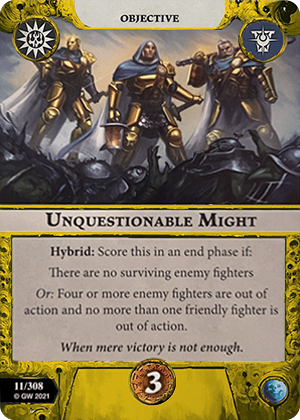 OBJECTIVE
UNQUESTIONABLE MIGHT
Hybrid: Score this in an end phase if:
There are no surviving enemy fighters
Or: Four or more enemy fighters are out of
action and no more than one friendly fighter is
out of action.
When mere victory is not enough.
11/308
© GW 2021
3